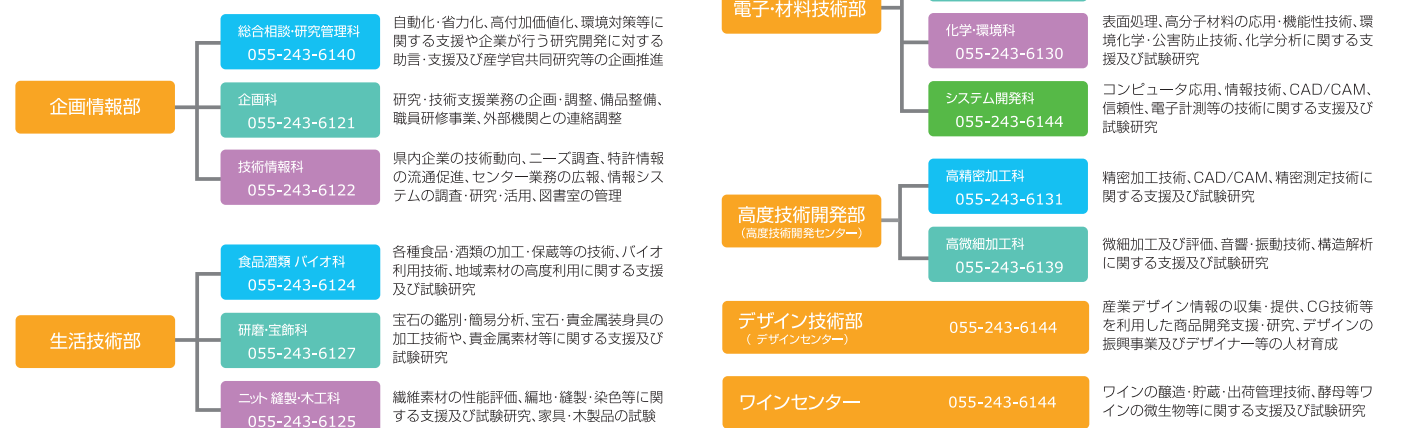 企画情報部
総合相談・研究管理科
055-243-6140
自動化・省力化、高付加価値化、環境対策等に
関する支援や企業が行う研究開発に対する
助言・支援及び産学官共同研究等の企画推進
企画科
055-243-6121
研究・技術支援業務の企画・調整、備品整備、
職員研修事業、外部機関との連絡調整
技術情報科
055-243-6122
県内企業の技術動向、ニーズ調査、特許情報
の流通促進、センター業務の広報、情報シス
テムの調査・研究・活用、図書室の管理
生活技術部
食品酒類 バイオ科
055-243-6124
各種食品・酒類の加工・保蔵等の技術、バイオ
利用技術、地域素材の高度利用に関する支援
及び試験研究
研磨・宝飾科
055-243-6127
宝石の鑑別・簡易分析、宝石・貴金属装身具の
加工技術や、貴金属素材等に関する支援及び
試験研究
ニット 縫製・木工科
055-243-6125
繊維素材の性能評価、編地・縫製・染色等に関
する支援及び試験研究、家具・木製品の試験
電子・材料技術部
化学・環境科
055-243-6130
表面処理、高分子材料の応用・機能性技術、環
境化学・公害防止技術、化学分析に関する支
援及び試験研究
システム開発科
055-243-6144
コンピュータ応用、情報技術、CAD/CAM、
信頼性、電子計測等の技術に関する支援及び
試験研究
高度技術開発部
（高度技術開発センター）
高精密加工科
055-243-6131
精密加工技術、CAD/CAM、精密測定技術に
関する支援及び試験研究
高微細加工科
055-243-6139
微細加工及び評価、音響・振動技術、構造解析
に関する支援及び試験研究
デザイン技術部
（ デザインセンター）
055-243-6144
産業デザイン情報の収集・提供、CG技術等
を利用した商品開発支援・研究、デザインの
振興事業及びデザイナー等の人材育成
ワインセンター
055-243-6144
ワインの醸造・貯蔵・出荷管理技術、酵母等ワ
インの微生物等に関する支援及び試験研究